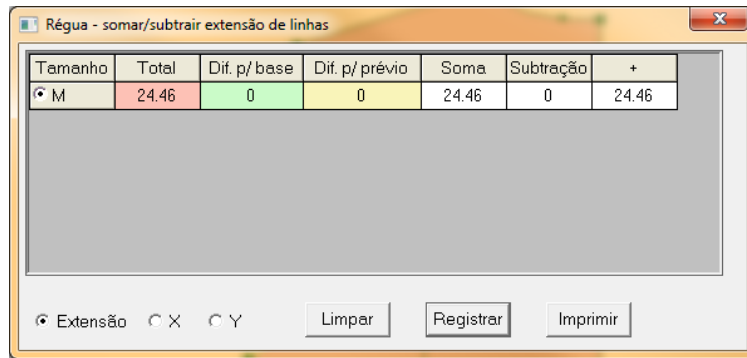 Régua - somar/subtrair extensão de linhas
Tamanho Total Dif. p/ base Dif. p/ prévio Soma Subtração +
M 24.46 0 0 24.46 0 24.46
Extensão X Y Limpar Registrar Imprimir